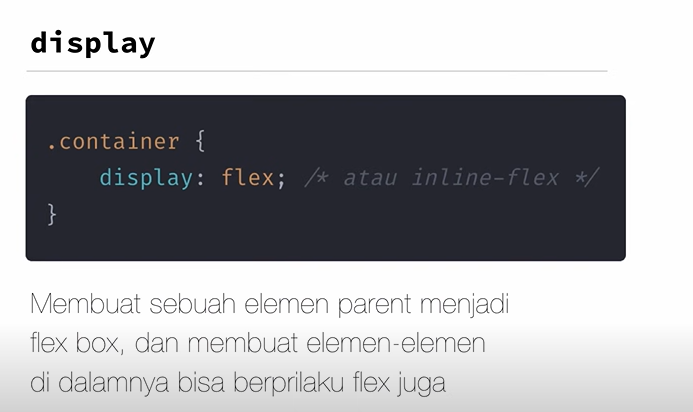 display
.container {
display: flex; /* atau inline-flex */
}
Membuat sebuah elemen parent menjadi
flex box, dan membuat elemen-elemen
di dalamnya bisa berprilaku flex juga